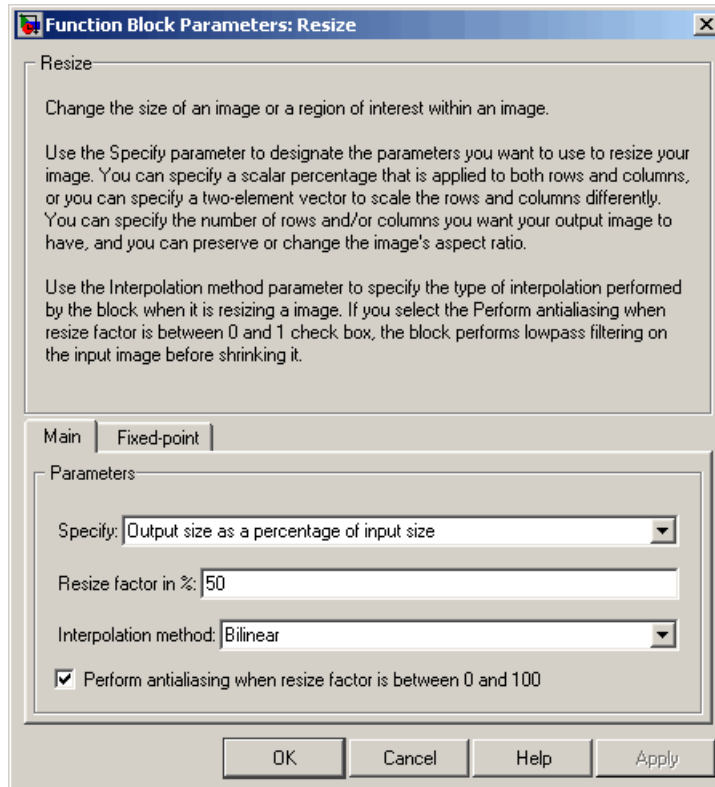 Function Block Parameters: Resize
Resize
Change the size of an image or a region of interest within an image.
Use the Specify parameter to designate the parameters you want to use to resize your
image. You can specify a scalar percentage that is applied to both rows and columns,
or you can specify a two-element vector to scale the rows and columns differently.
You can specify the number of rows and/or columns you want your output image to
have, and you can preserve or change the image's aspect ratio.
Use the Interpolation method parameter to specify the type of interpolation performed
by the block when it is resizing a image. If you select the Perform antialiasing when
resize factor is between 0 and 1 check box, the block performs lowpass filtering on
the input image before shrinking it.
Main Fixed-point
Parameters
Specify: Output size as a percentage of input size
Resize factor in %: 50
Interpolation method: Bilinear
Perform antialiasing when resize factor is between 0 and 100
OK Cancel Help Apply